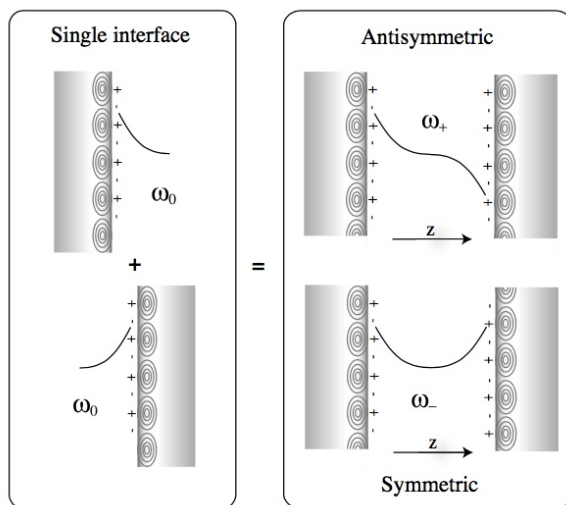 Single interface
ω0
+
ω0
=
Antisymmetric
ω+
z
ω−
z
Symmetric